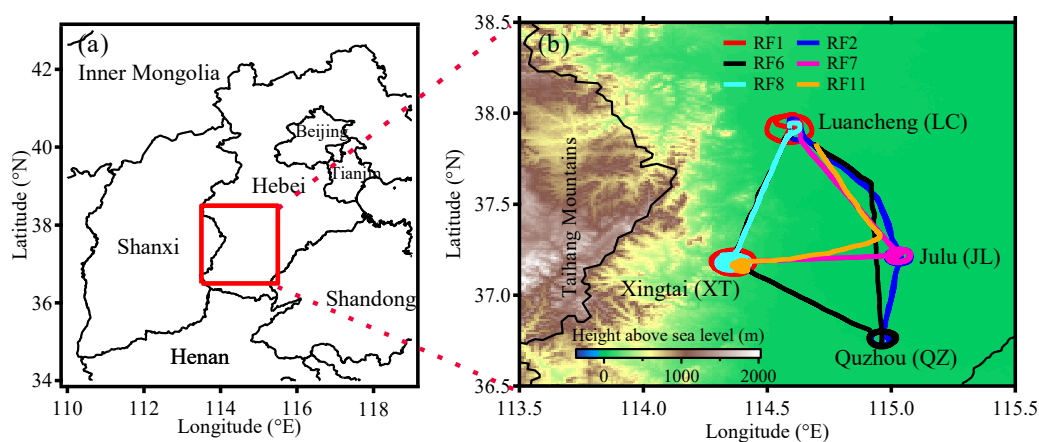 (a)
Inner Mongolia
Beijing
Tianjin
Hebei
Shanxi
Shandong
Henan
42
40
38
36
34
Latitude (°N)
110
112
114
116
118
Longitude (°E)
(b)
RF1
RF2
RF6
RF7
RF8
RF11
Luancheng (LC)
Taihang Mountains
Julu (JL)
Xingtai (XT)
Height above sea level (m)
0
1000
2000
Quzhou (QZ)
38.5
38.0
37.5
37.0
36.5
Latitude (°N)
113.5
114.0
114.5
115.0
115.5
Longitude (°E)